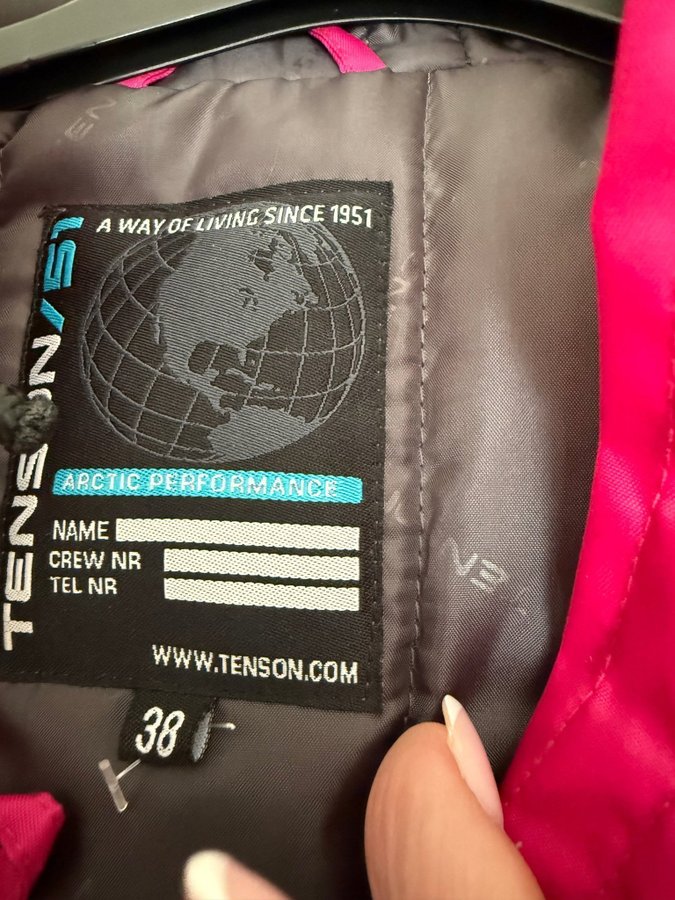 A WAY OF LIVING SINCE 1951
TENSON/51
ARCTIC PERFORMANCE
NAME
CREW NR
TEL NR
WWW.TENSON.COM
38